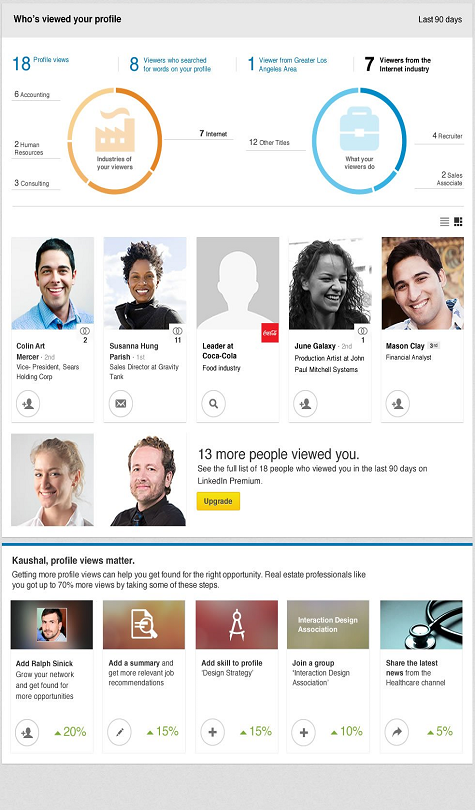 Who's viewed your profile
Last 90 days
18 Profile views
8 Viewers who searched
for words on your profile
1 Viewer from Greater Los
Angeles Area
7 Viewers from the
Internet industry
6 Accounting
2 Human
Resources
3 Consulting
Industries of
your viewers
7 Internet
12 Other Titles
What your
viewers do
4 Recruiter
2 Sales
Associate
2
Colin Art
Mercer · 2nd
Vice- President, Sears
Holding Corp
11
Susanna Hung
Parish · 1st
Sales Director at Gravity
Tank
Coca-Cola
Leader at
Coca-Cola
Food industry
1
June Galaxy · 2nd
Production Artist at John
Paul Mitchell Systems
Mason Clay 3rd
Financial Analyst
13 more people viewed you.
See the full list of 18 people who viewed you in the last 90 days on
LinkedIn Premium.
Upgrade
Kaushal, profile views matter.
Getting more profile views can help you get found for the right opportunity. Real estate professionals like
you got up to 70% more views by taking some of these steps.
Add Ralph Sinick
Grow your network
and get found for
more opportunities
20%
Add a summary and
get more relevant job
recommendations
15%
Add skill to profile
'Design Strategy'
15%
Interaction Design
Association
Join a group
'Interaction Design
Association'
10%
Share the latest
news from the
Healthcare channel
5%